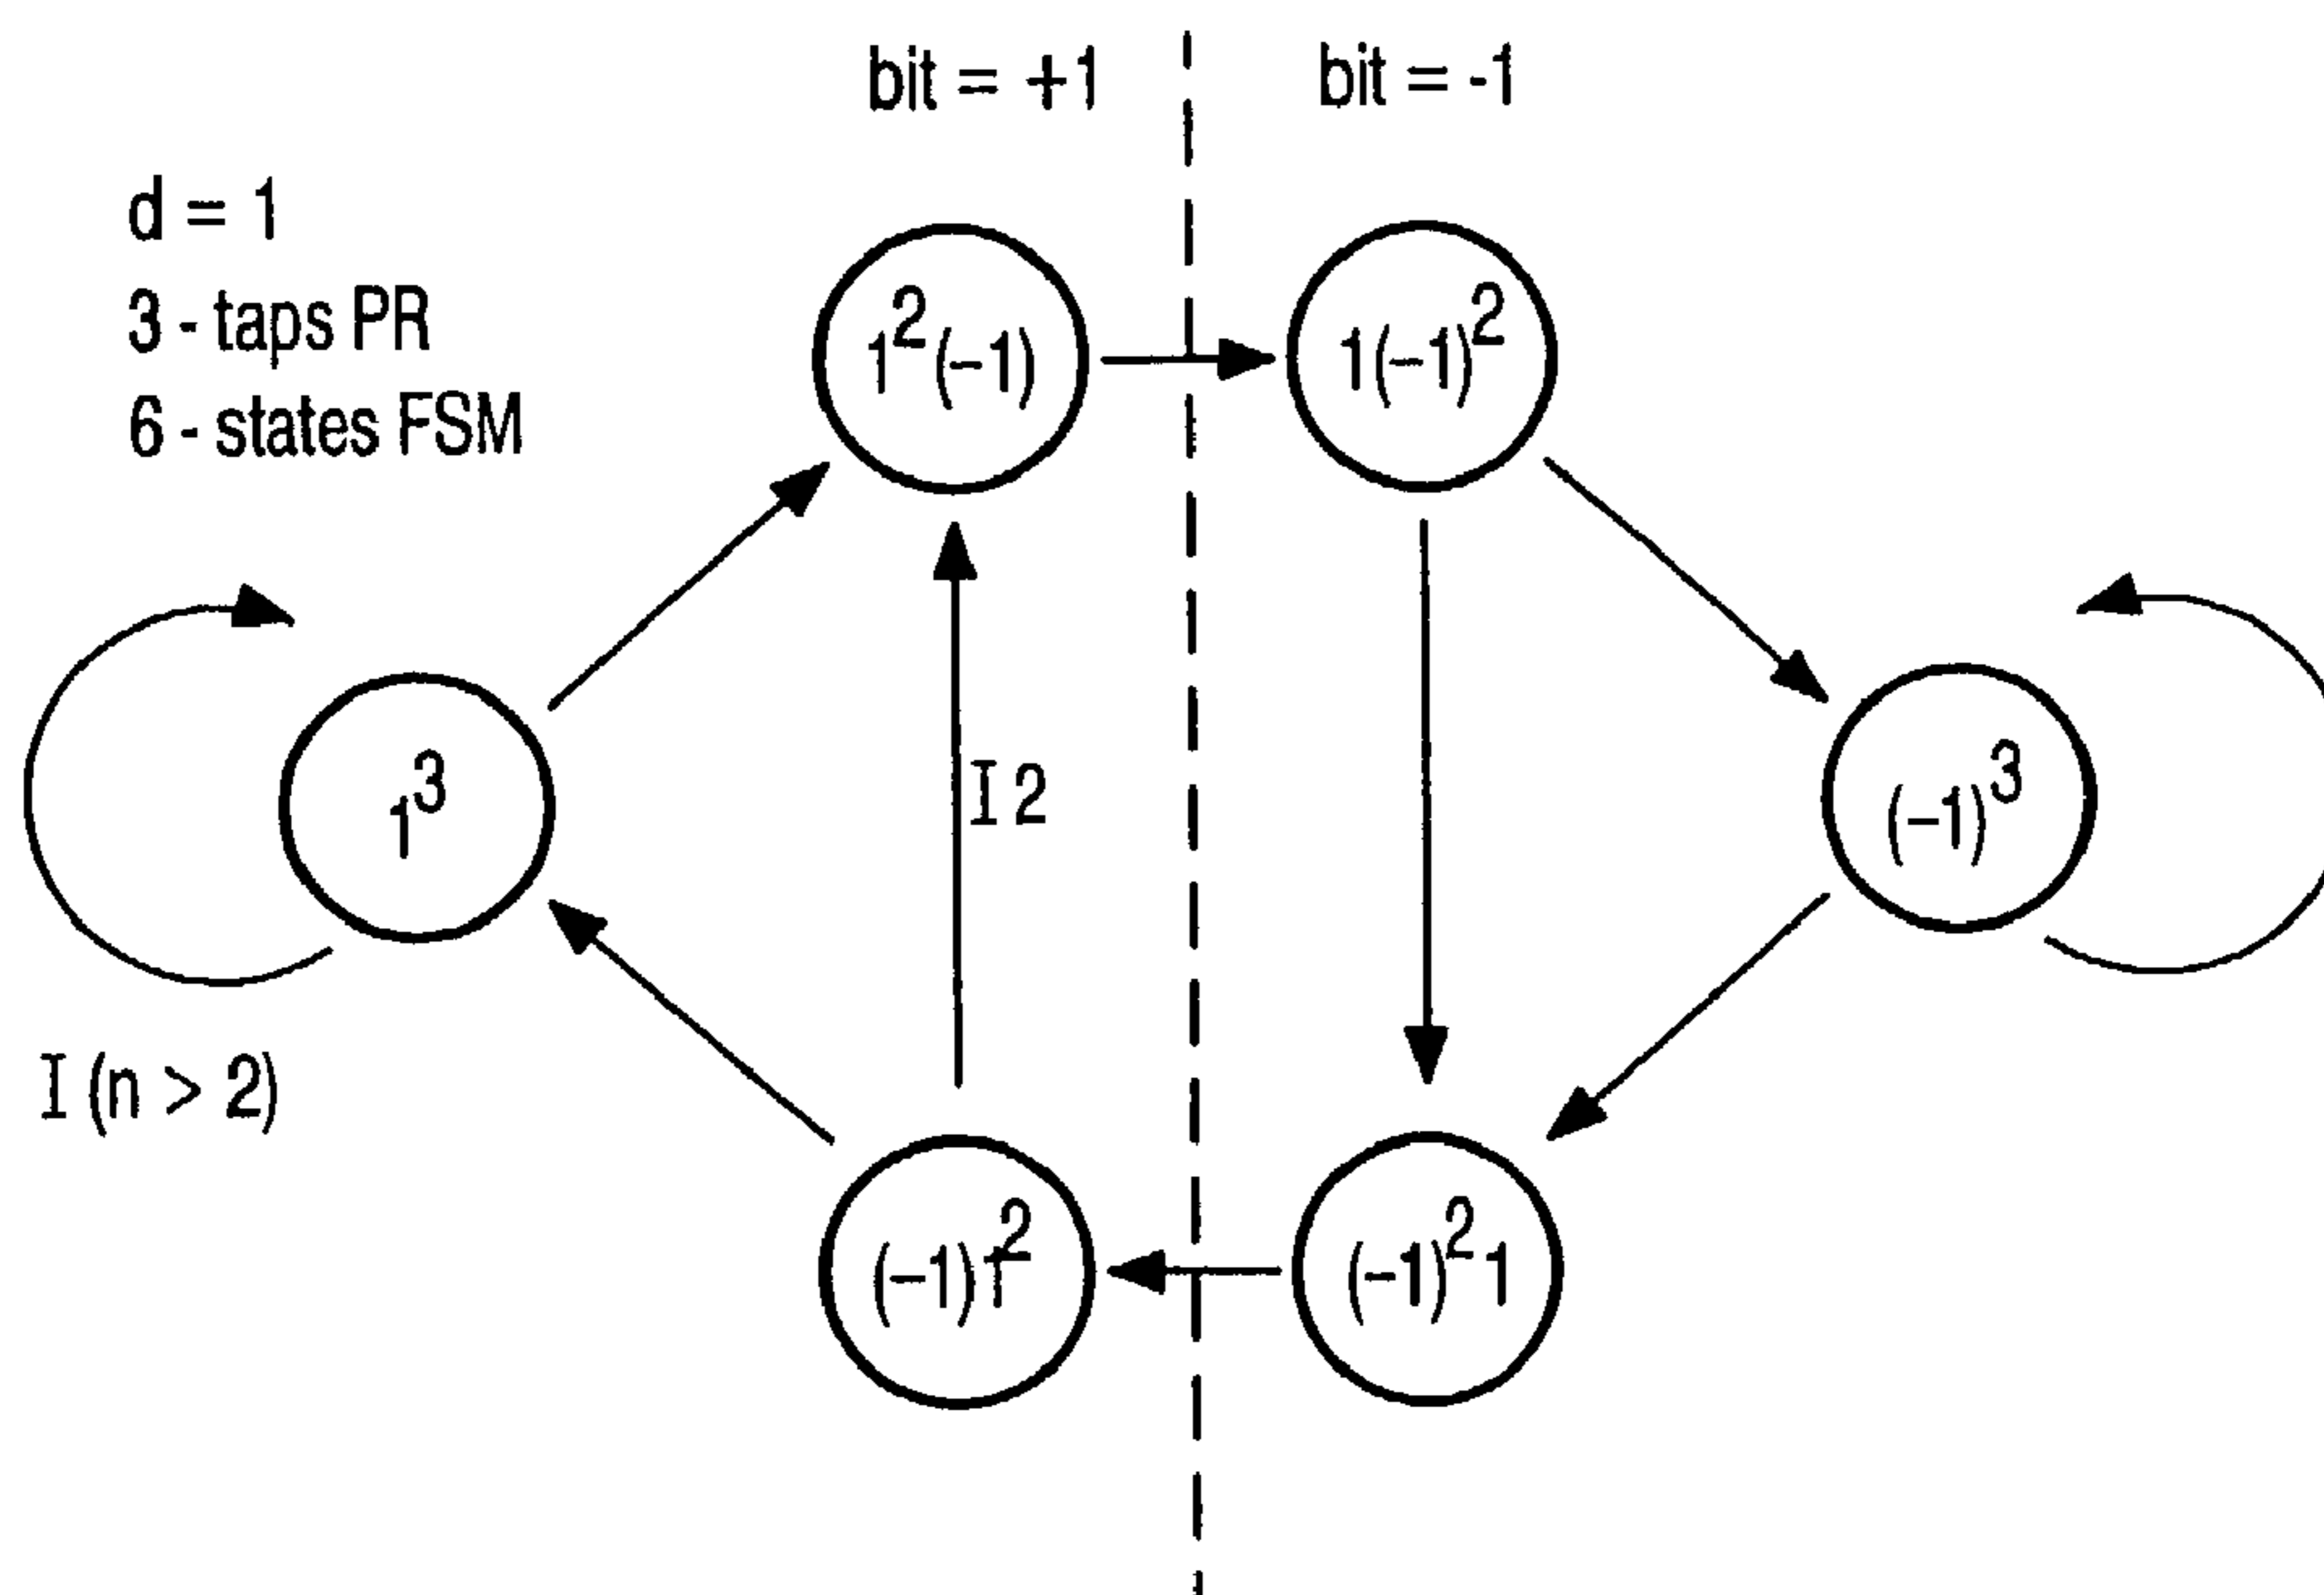 bit = +1
bit = -1
d = 1
3 - taps PR
6 - states FSM
1²(−1)
1(−1)²
1³
I 2
(−1)³
I (n > 2)
(−1)1²
(−1)²1